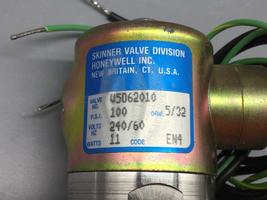 SKINNER VALVE DIVISION
HONEYWELL INC.
NEW BRITAIN, CT. U.S.A.
VALVE NO. V5D62010
P.S.I. 100 ORF. 5/32
VOLTS HZ 240/60
WATTS 11 CODE EN4